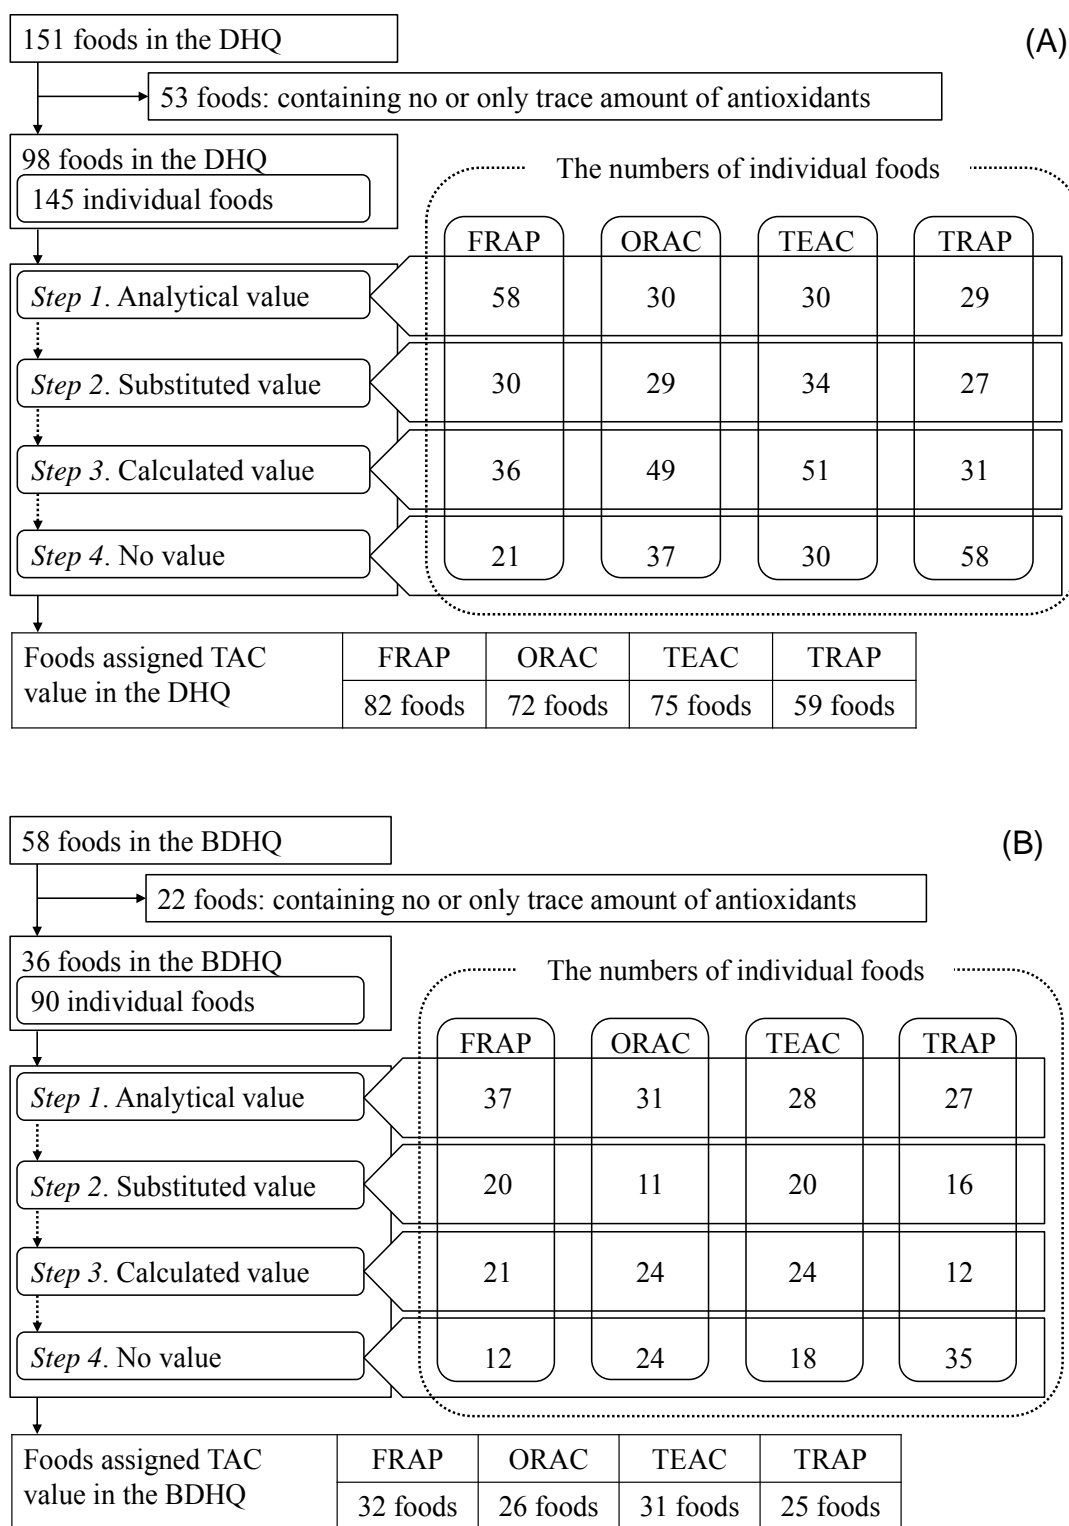 151 foods in the DHQ
(A)
53 foods: containing no or only trace amount of antioxidants
98 foods in the DHQ
145 individual foods
The numbers of individual foods
FRAP ORAC TEAC TRAP
Step 1. Analytical value 58 30 30 29
Step 2. Substituted value 30 29 34 27
Step 3. Calculated value 36 49 51 31
Step 4. No value 21 37 30 58
Foods assigned TAC value in the DHQ
FRAP ORAC TEAC TRAP
82 foods 72 foods 75 foods 59 foods
58 foods in the BDHQ
(B)
22 foods: containing no or only trace amount of antioxidants
36 foods in the BDHQ
90 individual foods
The numbers of individual foods
FRAP ORAC TEAC TRAP
Step 1. Analytical value 37 31 28 27
Step 2. Substituted value 20 11 20 16
Step 3. Calculated value 21 24 24 12
Step 4. No value 12 24 18 35
Foods assigned TAC value in the BDHQ
FRAP ORAC TEAC TRAP
32 foods 26 foods 31 foods 25 foods